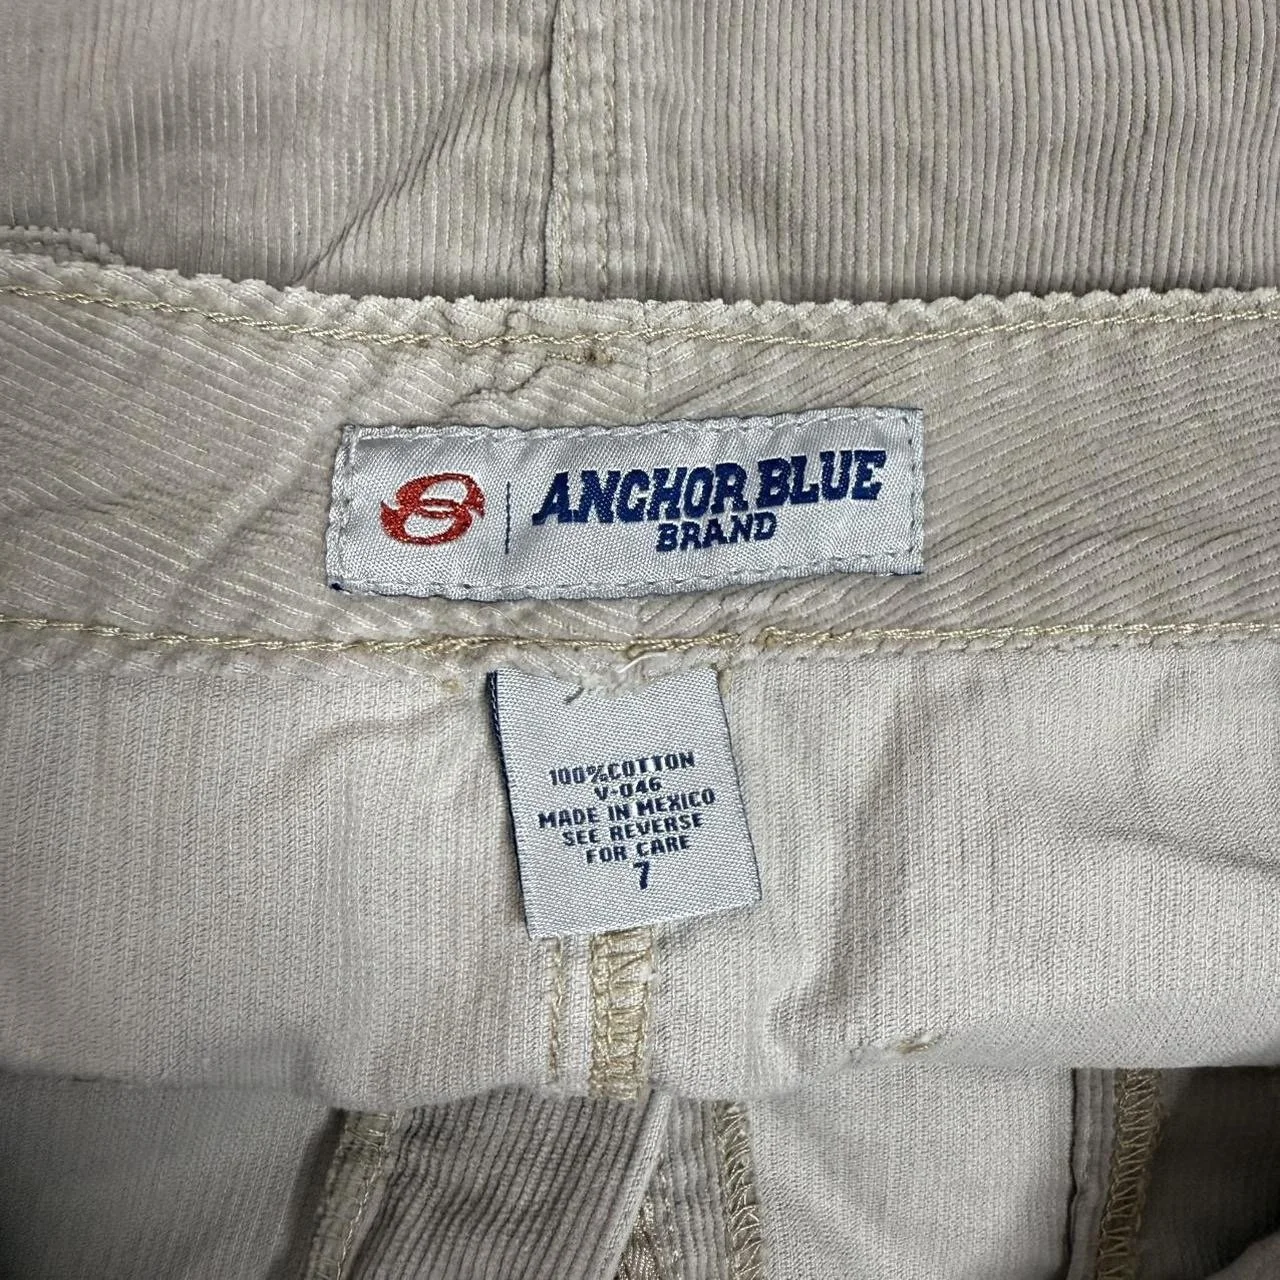 ANCHOR BLUE
BRAND
100%COTTON
V-046
MADE IN MEXICO
SEE REVERSE
FOR CARE
7